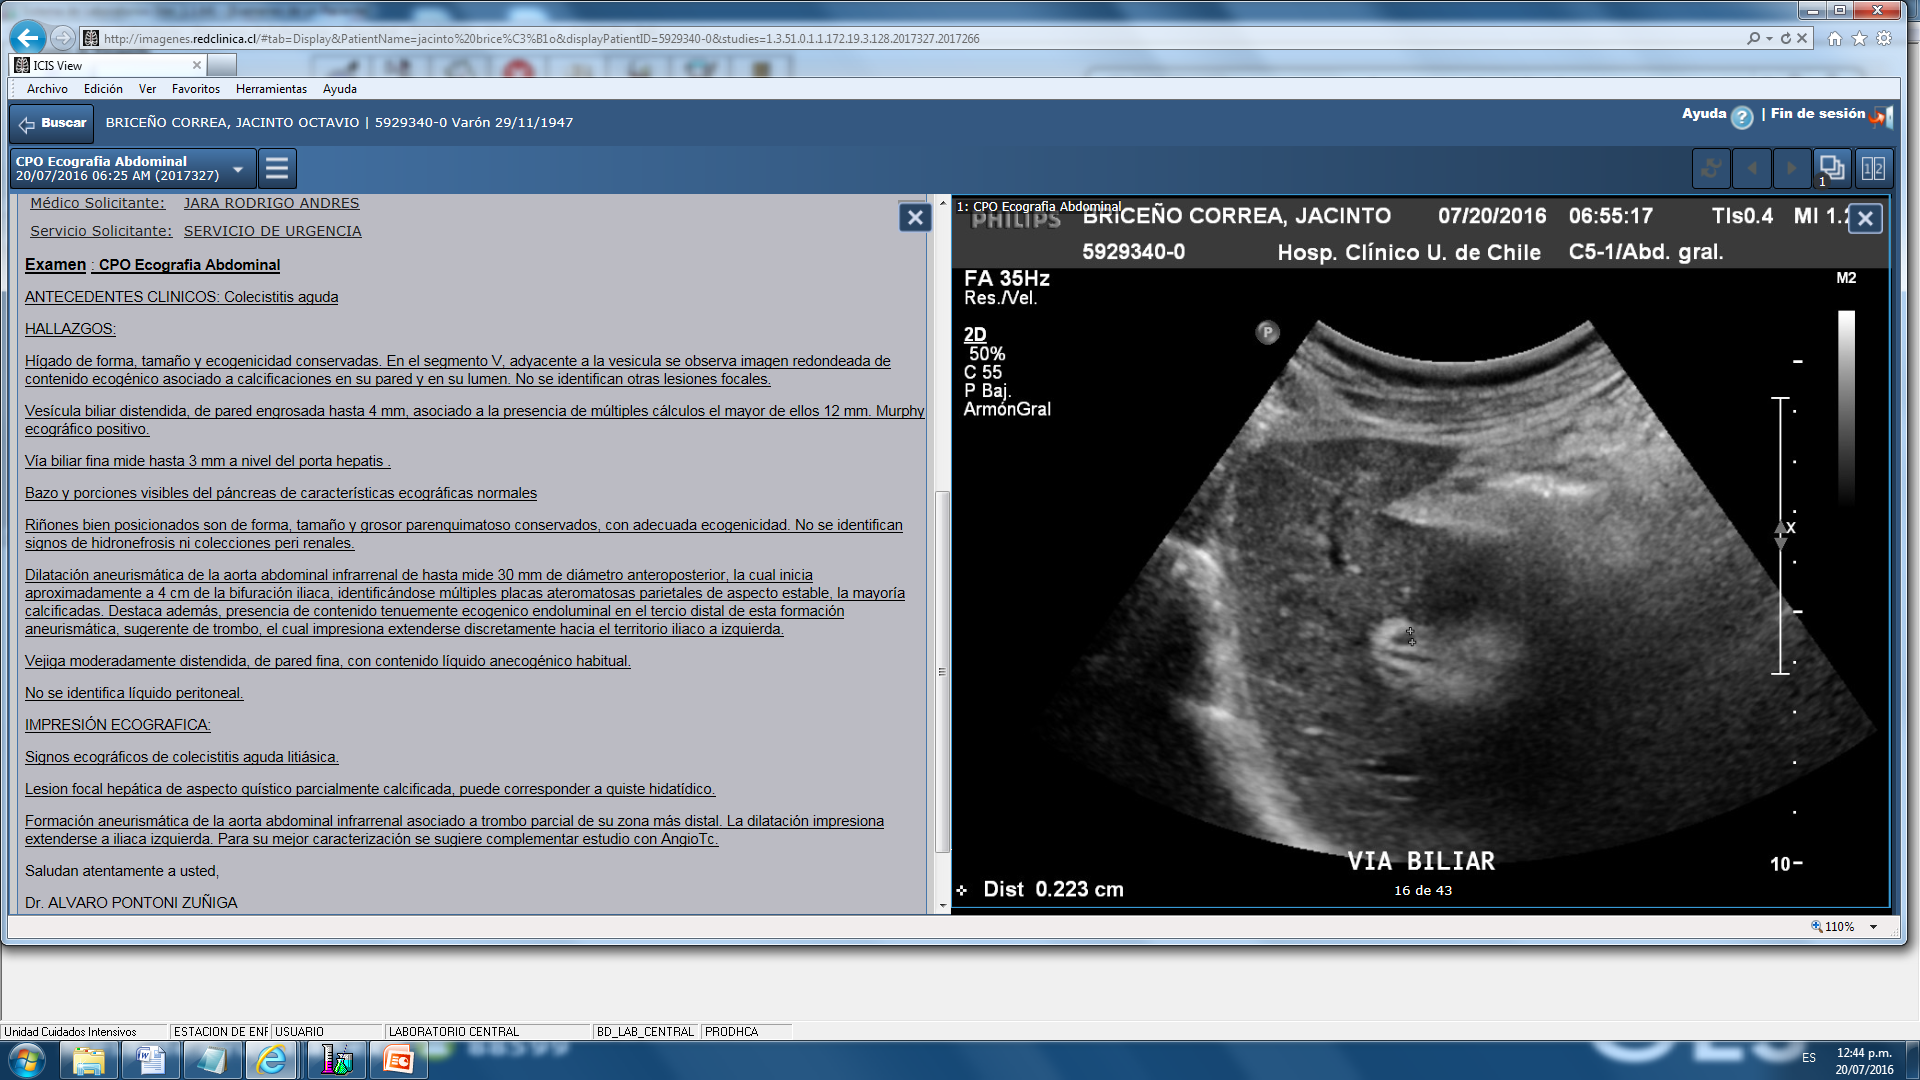 http://imagenes.redclinica.cl/#tab=Display&PatientName=jacinto%20brice%C3%B1o&displayPatientID=5929340-0&studies=1.3.51.0.1.1.172.19.3.128.2017327.2017266
ICIS View
Archivo Edición Ver Favoritos Herramientas Ayuda
Buscar BRICEÑO CORREA, JACINTO OCTAVIO | 5929340-0 Varón 29/11/1947
Ayuda ? | Fin de sesión
CPO Ecografia Abdominal
20/07/2016 06:25 AM (2017327)
1
12
Médico Solicitante: JARA RODRIGO ANDRES
Servicio Solicitante: SERVICIO DE URGENCIA
Examen : CPO Ecografia Abdominal
ANTECEDENTES CLINICOS: Colecistitis aguda
HALLAZGOS:
Hígado de forma, tamaño y ecogenicidad conservadas. En el segmento V, adyacente a la vesicula se observa imagen redondeada de
contenido ecogénico asociado a calcificaciones en su pared y en su lumen. No se identifican otras lesiones focales.
Vesícula biliar distendida, de pared engrosada hasta 4 mm, asociado a la presencia de múltiples cálculos el mayor de ellos 12 mm. Murphy
ecográfico positivo.
Vía biliar fina mide hasta 3 mm a nivel del porta hepatis .
Bazo y porciones visibles del páncreas de características ecográficas normales
Riñones bien posicionados son de forma, tamaño y grosor parenquimatoso conservados, con adecuada ecogenicidad. No se identifican
signos de hidronefrosis ni colecciones peri renales.
Dilatación aneurismática de la aorta abdominal infrarrenal de hasta mide 30 mm de diámetro anteroposterior, la cual inicia
aproximadamente a 4 cm de la bifuración iliaca, identificándose múltiples placas ateromatosas parietales de aspecto estable, la mayoría
calcificadas. Destaca además, presencia de contenido tenuemente ecogenico endoluminal en el tercio distal de esta formación
aneurismática, sugerente de trombo, el cual impresiona extenderse discretamente hacia el territorio iliaco a izquierda.
Vejiga moderadamente distendida, de pared fina, con contenido líquido anecogénico habitual.
No se identifica líquido peritoneal.
IMPRESIÓN ECOGRAFICA:
Signos ecográficos de colecistitis aguda litiásica.
Lesion focal hepática de aspecto quístico parcialmente calcificada, puede corresponder a quiste hidatídico.
Formación aneurismática de la aorta abdominal infrarrenal asociado a trombo parcial de su zona más distal. La dilatación impresiona
extenderse a iliaca izquierda. Para su mejor caracterización se sugiere complementar estudio con AngioTc.
Saludan atentamente a usted,
Dr. ALVARO PONTONI ZUÑIGA
1: CPO Ecografia Abdominal
PHILIPS BRICEÑO CORREA, JACINTO 07/20/2016 06:55:17 TIs0.4 MI 1.2
5929340-0 Hosp. Clínico U. de Chile C5-1/Abd. gral.
FA 35Hz
Res./Vel.
M2
P
2D
50%
C 55
P Baj.
ArmónGral
X
VIA BILIAR
10
Dist 0.223 cm
16 de 43
110%
Unidad Cuidados Intensivos ESTACION DE ENF USUARIO LABORATORIO CENTRAL BD_LAB_CENTRAL PRODHCA
ES
12:44 p.m.
20/07/2016